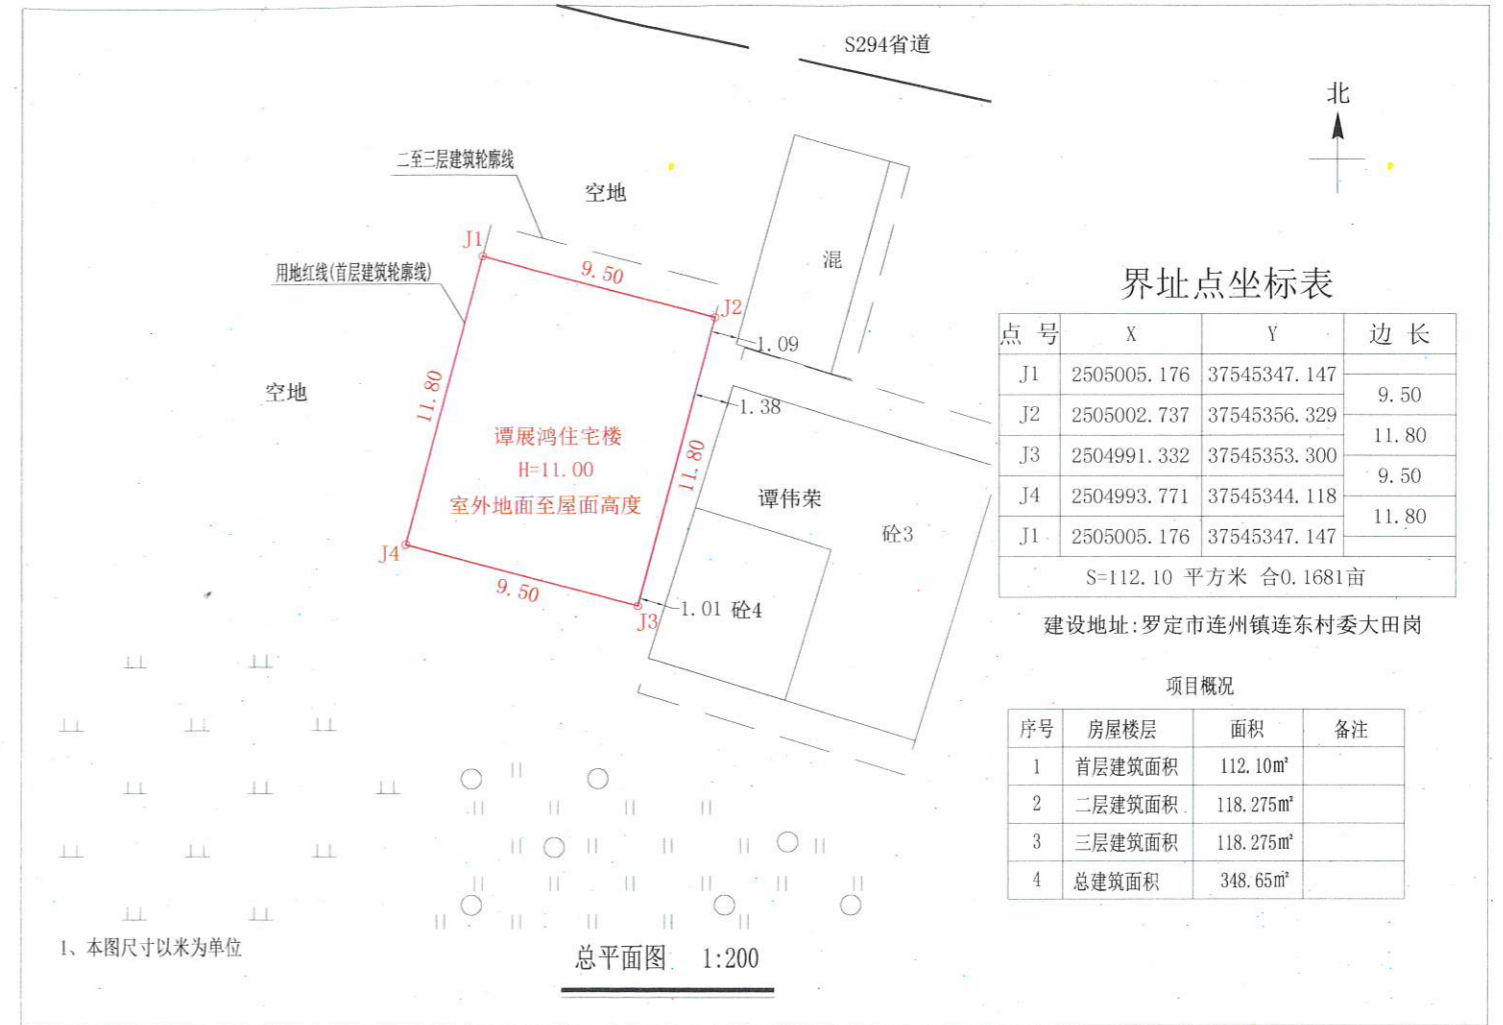 S294省道
北
二至三层建筑轮廓线
空地
混
J1
用地红线(首层建筑轮廓线)
9.50
J2
1.09
空地
11.80
1.38
谭展鸿住宅楼
H=11.00
室外地面至屋面高度
11.80
谭伟荣
砼3
J4
9.50
J3
1.01
砼4
界址点坐标表
点 号 X Y 边 长
J1 2505005.176 37545347.147
9.50
J2 2505002.737 37545356.329
11.80
J3 2504991.332 37545353.300
9.50
J4 2504993.771 37545344.118
11.80
J1 2505005.176 37545347.147
S=112.10 平方米 合0.1681亩
建设地址:罗定市连州镇连东村委大田岗
项目概况
序号 房屋楼层 面积 备注
1 首层建筑面积 112.10㎡
2 二层建筑面积 118.275㎡
3 三层建筑面积 118.275㎡
4 总建筑面积 348.65㎡
1、本图尺寸以米为单位
总平面图 1:200